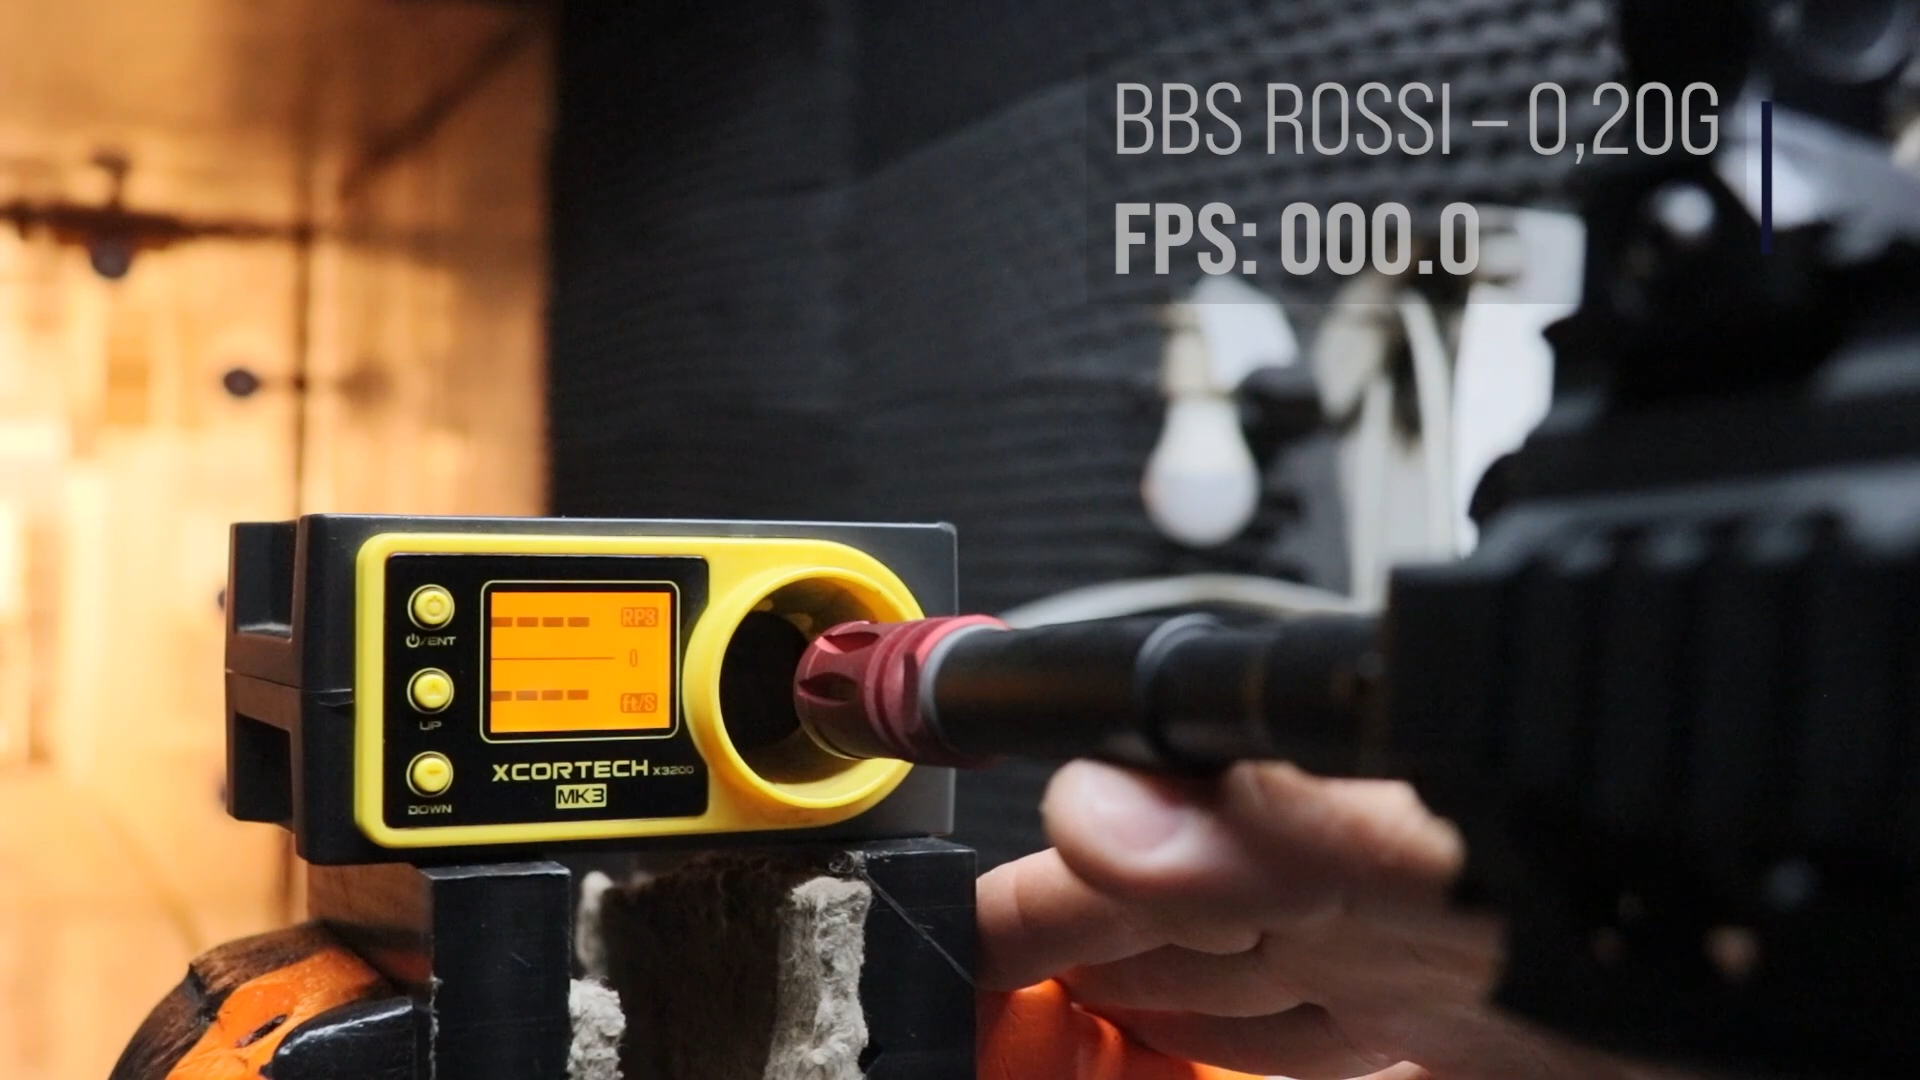 BBS ROSSI – 0,20G
FPS: 000.0
---- RPS
0
---- ft/S
⏻/ENT
UP
DOWN
XCORTECH X3200
MK3